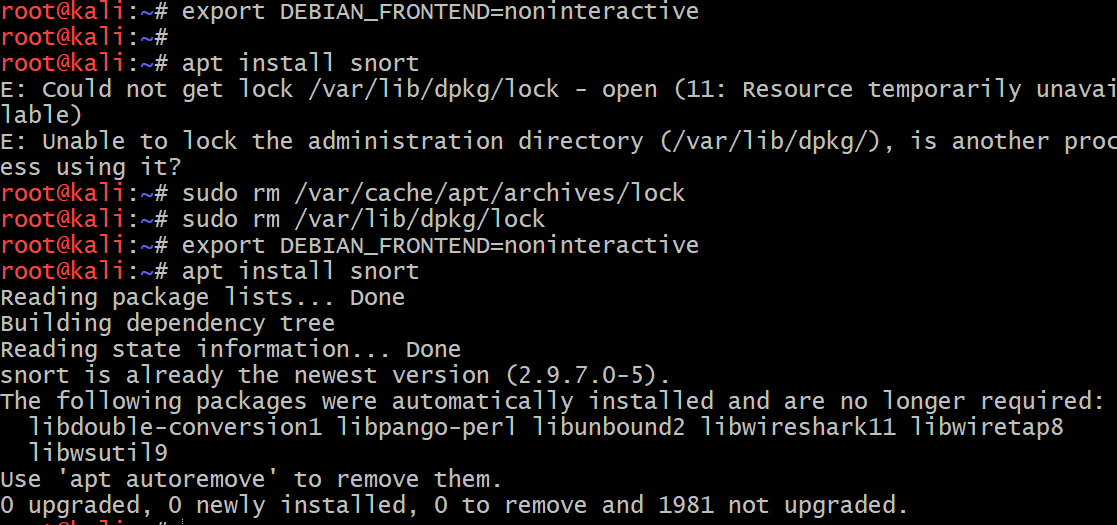 root@kali:~# export DEBIAN_FRONTEND=noninteractive
root@kali:~#
root@kali:~# apt install snort
E: Could not get lock /var/lib/dpkg/lock - open (11: Resource temporarily unavai
lable)
E: Unable to lock the administration directory (/var/lib/dpkg/), is another proc
ess using it?
root@kali:~# sudo rm /var/cache/apt/archives/lock
root@kali:~# sudo rm /var/lib/dpkg/lock
root@kali:~# export DEBIAN_FRONTEND=noninteractive
root@kali:~# apt install snort
Reading package lists... Done
Building dependency tree
Reading state information... Done
snort is already the newest version (2.9.7.0-5).
The following packages were automatically installed and are no longer required:
  libdouble-conversion1 libpango-perl libunbound2 libwireshark11 libwiretap8
  libwsutil9
Use 'apt autoremove' to remove them.
0 upgraded, 0 newly installed, 0 to remove and 1981 not upgraded.
root@kali:~#